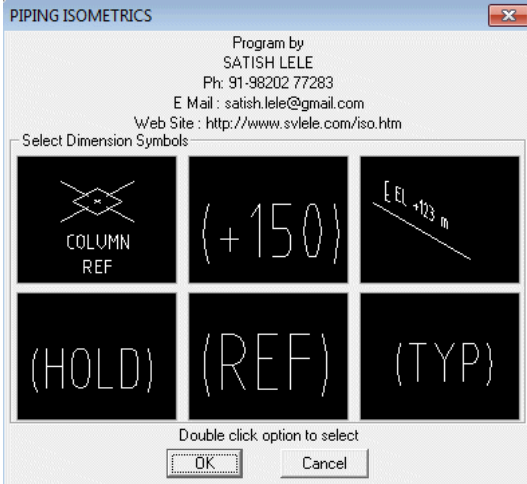 PIPING ISOMETRICS
Program by
SATISH LELE
Ph: 91-98202 77283
E Mail : satish.lele@gmail.com
Web Site : http://www.svlele.com/iso.htm
Select Dimension Symbols
COLUMN
REF
(+150)
EL +123 m
(HOLD)
(REF)
(TYP)
Double click option to select
OK
Cancel